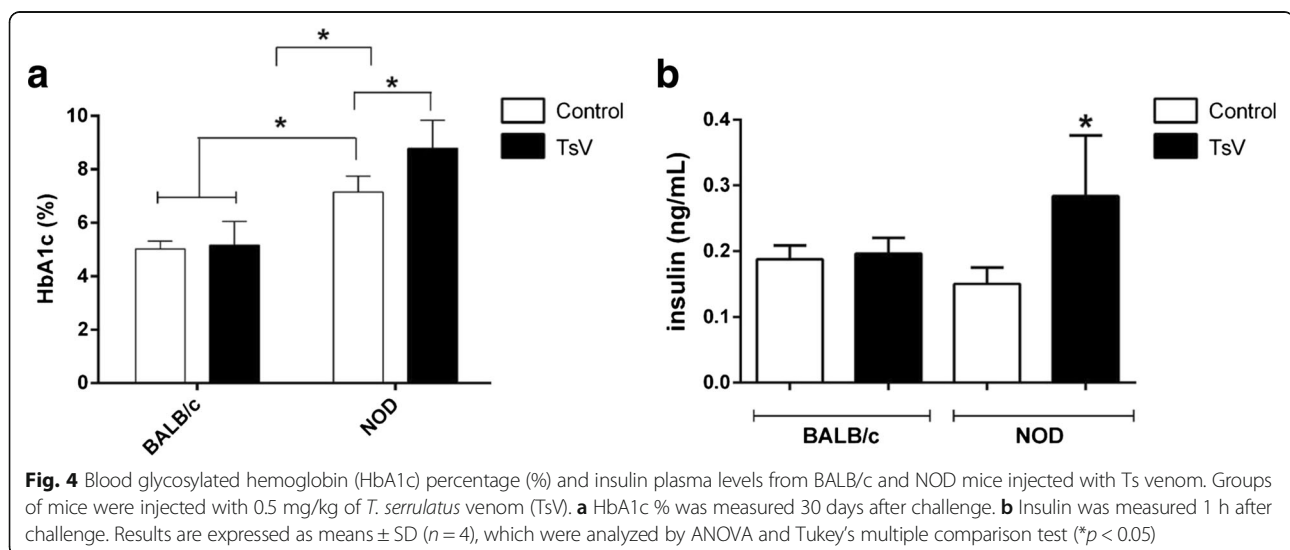 a
*
*
*
Control
TsV
HbA1c (%)
10
8
6
4
2
0
BALB/c
NOD
b
*
Control
TsV
insulin (ng/mL)
0.4
0.3
0.2
0.1
0.0
BALB/c
NOD
Fig. 4 Blood glycosylated hemoglobin (HbA1c) percentage (%) and insulin plasma levels from BALB/c and NOD mice injected with Ts venom. Groups
of mice were injected with 0.5 mg/kg of T. serrulatus venom (TsV). a HbA1c % was measured 30 days after challenge. b Insulin was measured 1 h after
challenge. Results are expressed as means ± SD (n = 4), which were analyzed by ANOVA and Tukey's multiple comparison test (*p < 0.05)